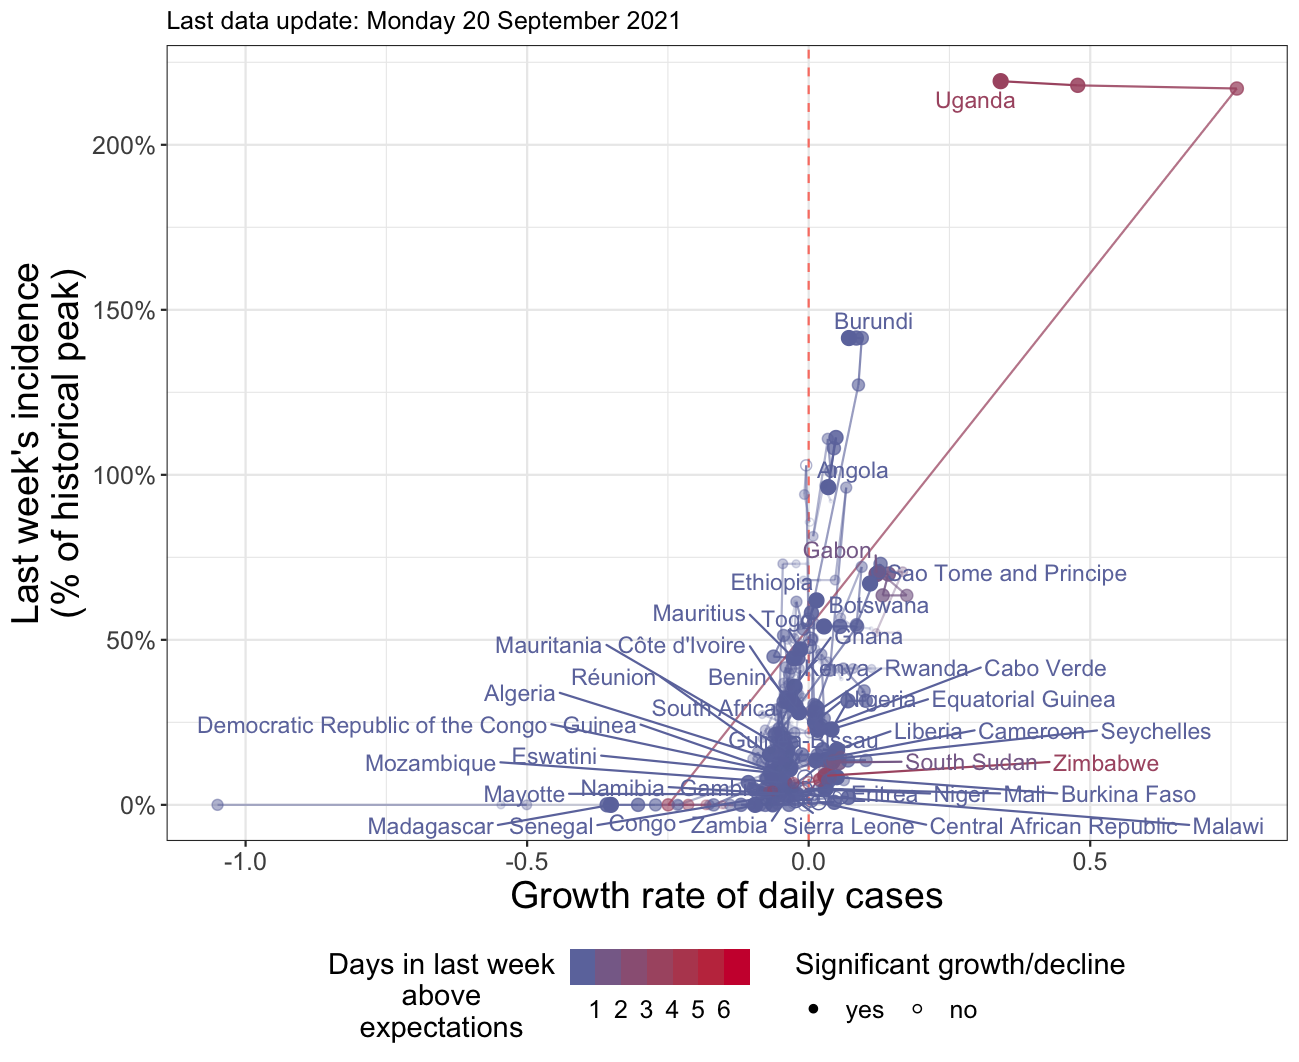 Last data update: Monday 20 September 2021
Last week's incidence
(% of historical peak)
200%
150%
100%
50%
0%
Uganda
Burundi
Angola
Gabon
Sao Tome and Principe
Ethiopia
Botswana
Mauritius
Togo
Ghana
Mauritania
Côte d'Ivoire
Kenya
Rwanda
Cabo Verde
Réunion
Benin
Algeria
Nigeria
Equatorial Guinea
South Africa
Democratic Republic of the Congo
Guinea
Liberia
Cameroon
Seychelles
Guinea-Bissau
Mozambique
Eswatini
South Sudan
Zimbabwe
Mayotte
Namibia
Eritrea
Niger
Mali
Burkina Faso
Madagascar
Senegal
Congo
Zambia
Sierra Leone
Central African Republic
Malawi
-1.0
-0.5
0.0
0.5
Growth rate of daily cases
Days in last week
above
expectations
1 2 3 4 5 6
Significant growth/decline
yes
no